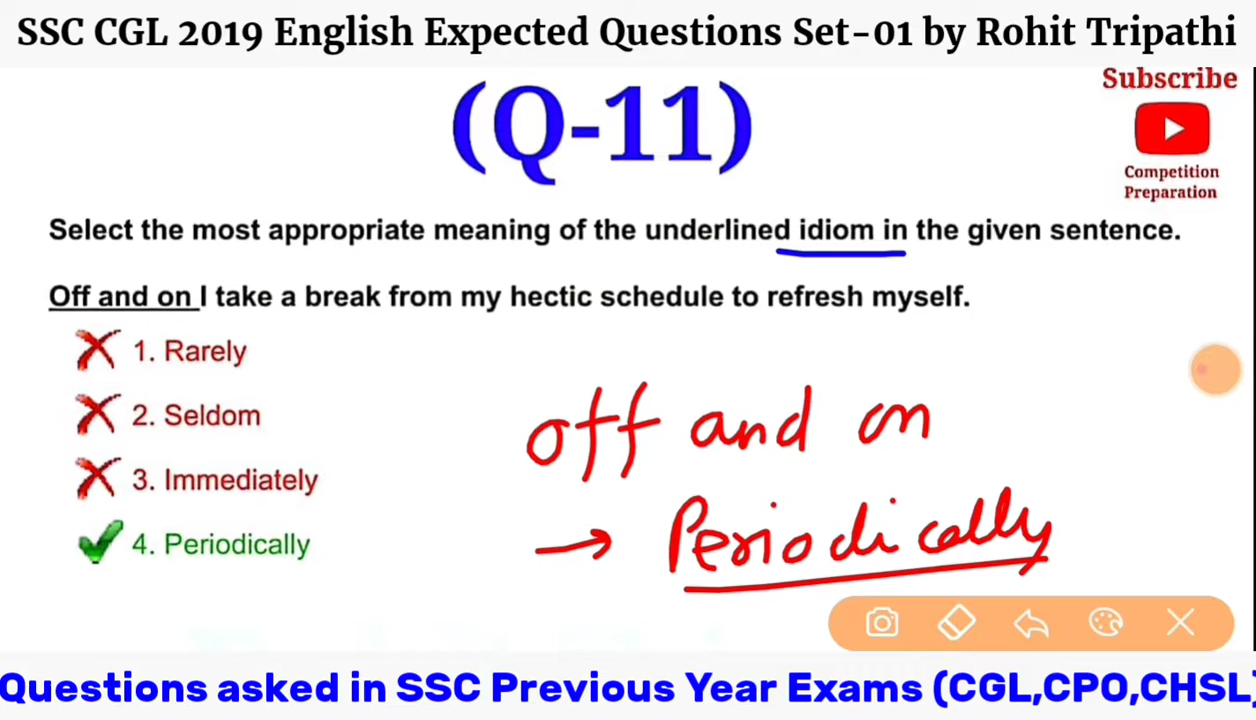 SSC CGL 2019 English Expected Questions Set-01 by Rohit Tripathi
Subscribe
(Q-11)
Competition
Preparation
Select the most appropriate meaning of the underlined idiom in the given sentence.
Off and on I take a break from my hectic schedule to refresh myself.
1. Rarely
2. Seldom
3. Immediately
4. Periodically
off and on
→ Periodically
Questions asked in SSC Previous Year Exams (CGL,CPO,CHSL)